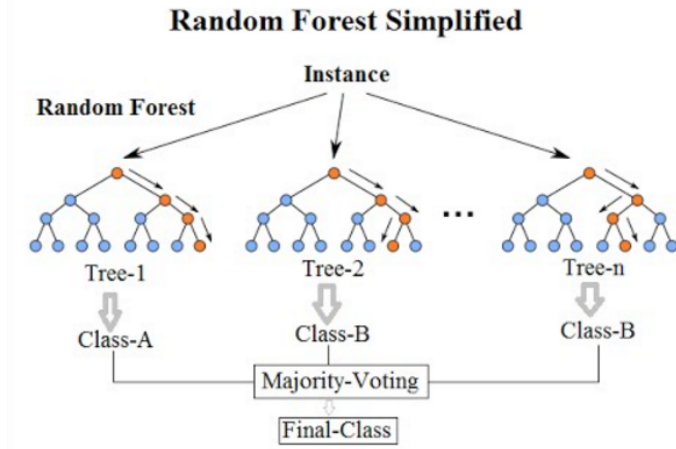 Random Forest Simplified
Instance
Random Forest
...
Tree-1
Tree-2
Tree-n
Class-A
Class-B
Class-B
Majority-Voting
Final-Class